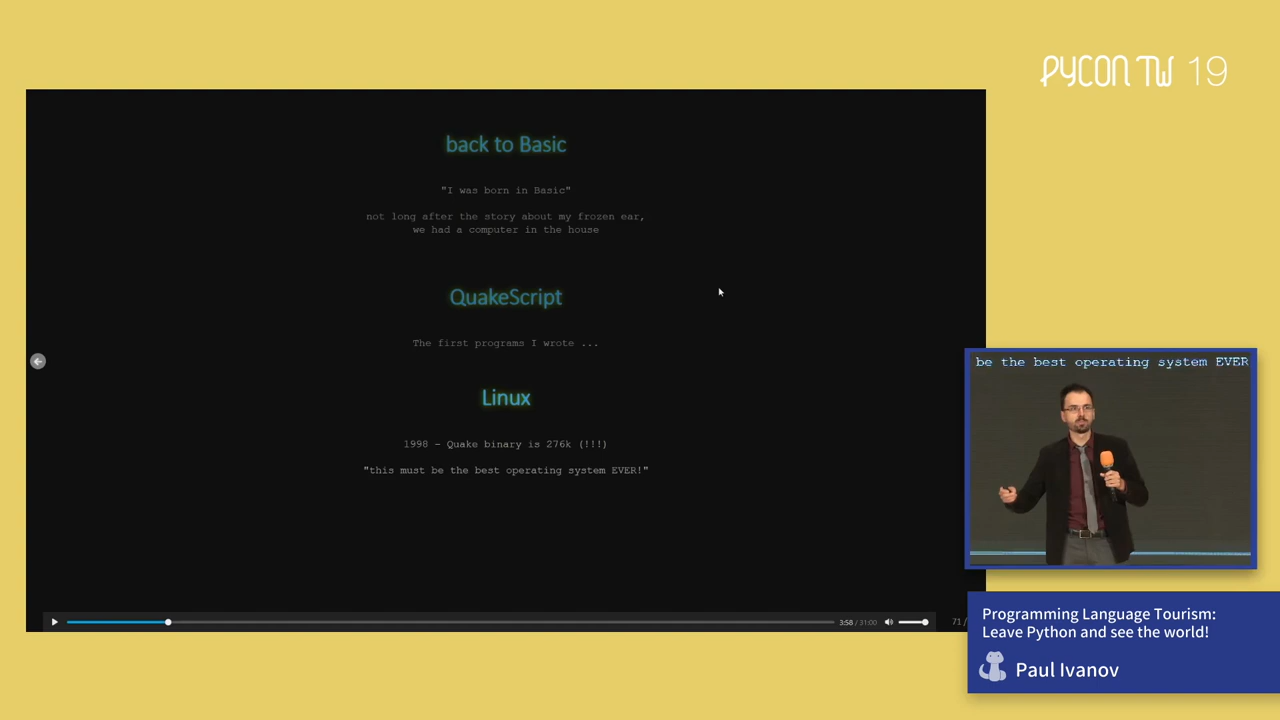 PYCON TW 19
back to Basic
"I was born in Basic"
not long after the story about my frozen ear,
we had a computer in the house
QuakeScript
The first programs I wrote ...
Linux
1998 – Quake binary is 276k (!!!)
"this must be the best operating system EVER!"
3:58 / 31:00
71/
be the best operating system EVER
Programming Language Tourism:
Leave Python and see the world!
Paul Ivanov